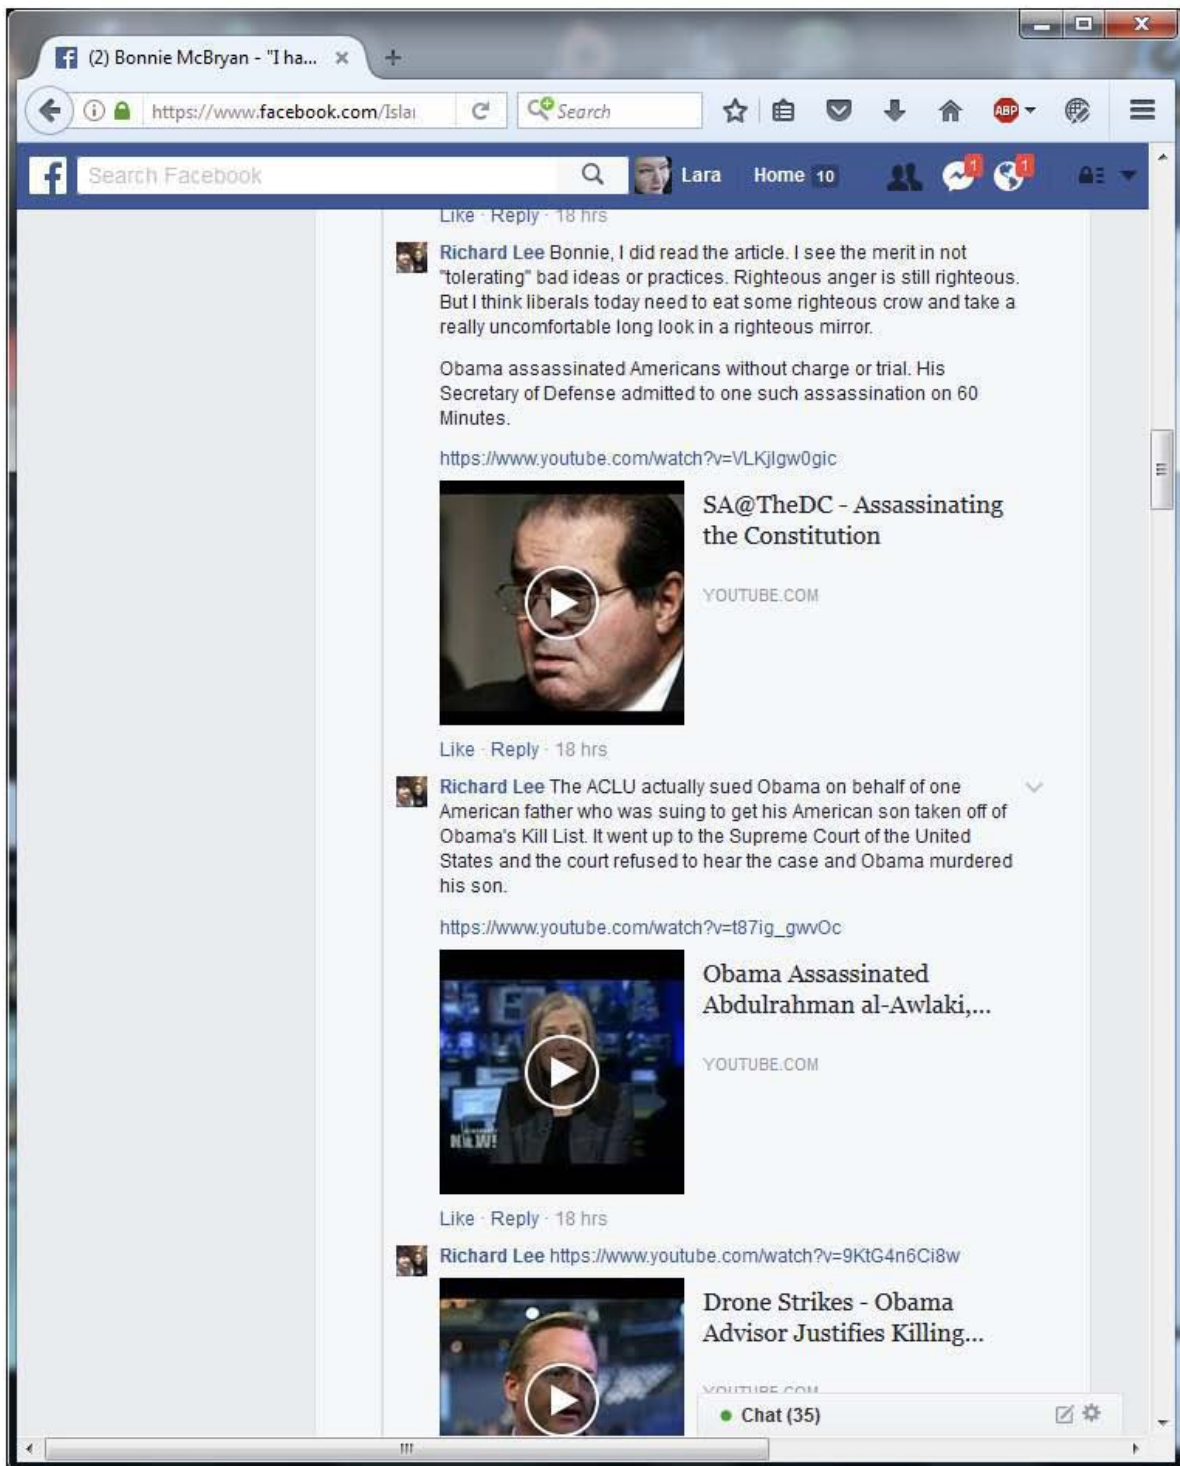 (2) Bonnie McBryan - "I ha...
https://www.facebook.com/Islar
Search
ABP
Search Facebook
Lara
Home 10
1
1
Like · Reply · 18 hrs
Richard Lee Bonnie, I did read the article. I see the merit in not
"tolerating" bad ideas or practices. Righteous anger is still righteous.
But I think liberals today need to eat some righteous crow and take a
really uncomfortable long look in a righteous mirror.
Obama assassinated Americans without charge or trial. His
Secretary of Defense admitted to one such assassination on 60
Minutes.
https://www.youtube.com/watch?v=VLKjIgw0gic
SA@TheDC - Assassinating
the Constitution
YOUTUBE.COM
Like · Reply · 18 hrs
Richard Lee The ACLU actually sued Obama on behalf of one
American father who was suing to get his American son taken off of
Obama's Kill List. It went up to the Supreme Court of the United
States and the court refused to hear the case and Obama murdered
his son.
https://www.youtube.com/watch?v=t87ig_gwvOc
Obama Assassinated
Abdulrahman al-Awlaki,...
YOUTUBE.COM
NOW!
Like · Reply · 18 hrs
Richard Lee https://www.youtube.com/watch?v=9KtG4n6Ci8w
Drone Strikes - Obama
Advisor Justifies Killing...
YOUTUBE.COM
Chat (35)